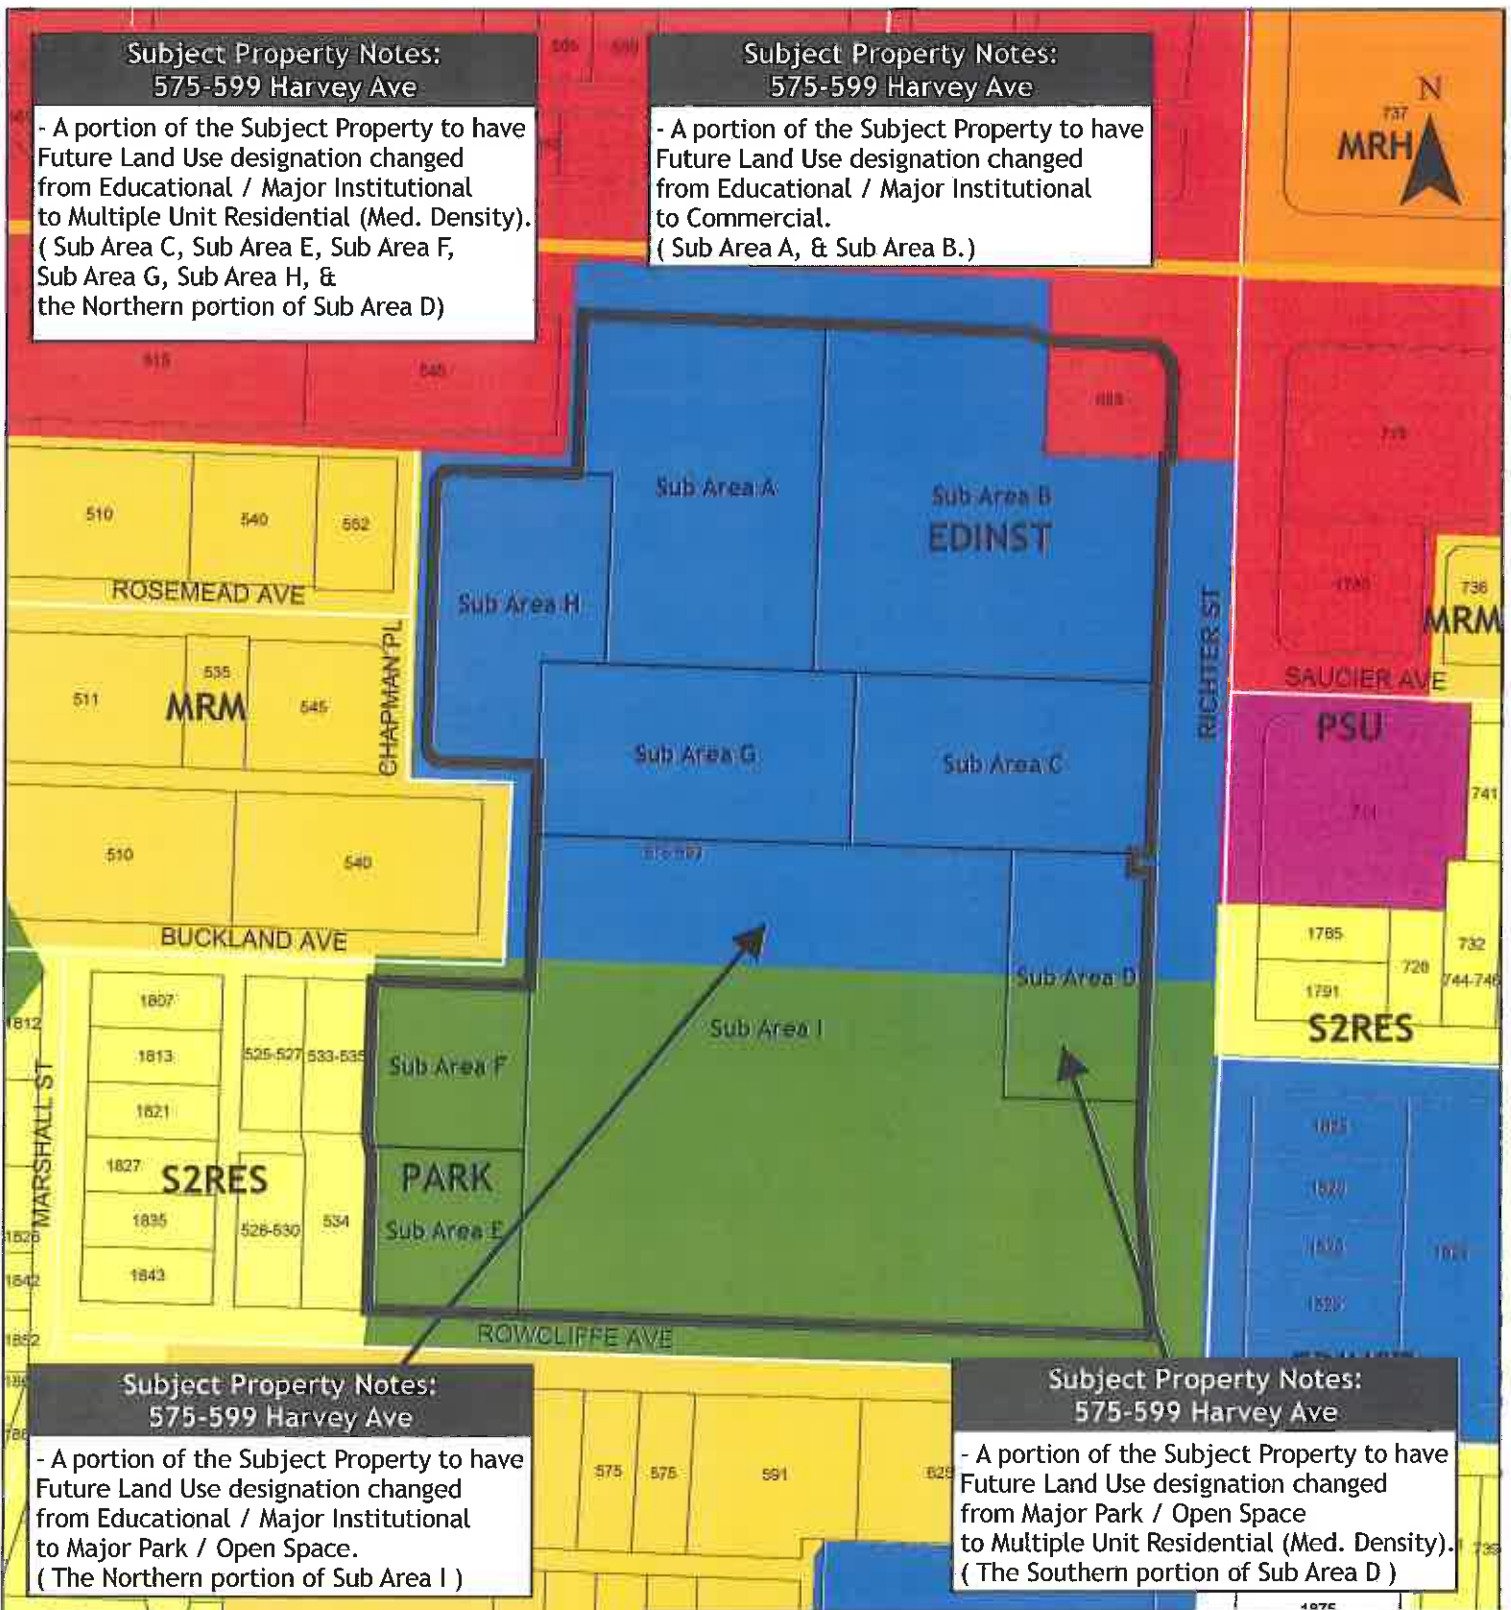 Subject Property Notes:
575-599 Harvey Ave
- A portion of the Subject Property to have
Future Land Use designation changed
from Educational / Major Institutional
to Multiple Unit Residential (Med. Density).
( Sub Area C, Sub Area E, Sub Area F,
Sub Area G, Sub Area H, &
the Northern portion of Sub Area D)
Subject Property Notes:
575-599 Harvey Ave
- A portion of the Subject Property to have
Future Land Use designation changed
from Educational / Major Institutional
to Commercial.
( Sub Area A, & Sub Area B.)
N
737
MRH
515
545
Sub Area A
Sub Area B
EDINST
510
540
552
ROSEMEAD AVE
Sub Area H
1780
736
MRM
RICHTER ST
SAUCIER AVE
CHAPMAN PL
511
535
545
MRM
PSU
Sub Area G
Sub Area C
741
510
540
575-599
BUCKLAND AVE
1785
732
728
1791
744-746
S2RES
Sub Area D
Sub Area I
1807
1812
1813
525-527
533-535
Sub Area F
1821
MARSHALL ST
1827
S2RES
PARK
1835
526-530
534
Sub Area E
1843
1826
1842
1852
ROWCLIFFE AVE
Subject Property Notes:
575-599 Harvey Ave
- A portion of the Subject Property to have
Future Land Use designation changed
from Educational / Major Institutional
to Major Park / Open Space.
( The Northern portion of Sub Area I )
575
575
591
Subject Property Notes:
575-599 Harvey Ave
- A portion of the Subject Property to have
Future Land Use designation changed
from Major Park / Open Space
to Multiple Unit Residential (Med. Density).
( The Southern portion of Sub Area D )
739
1875